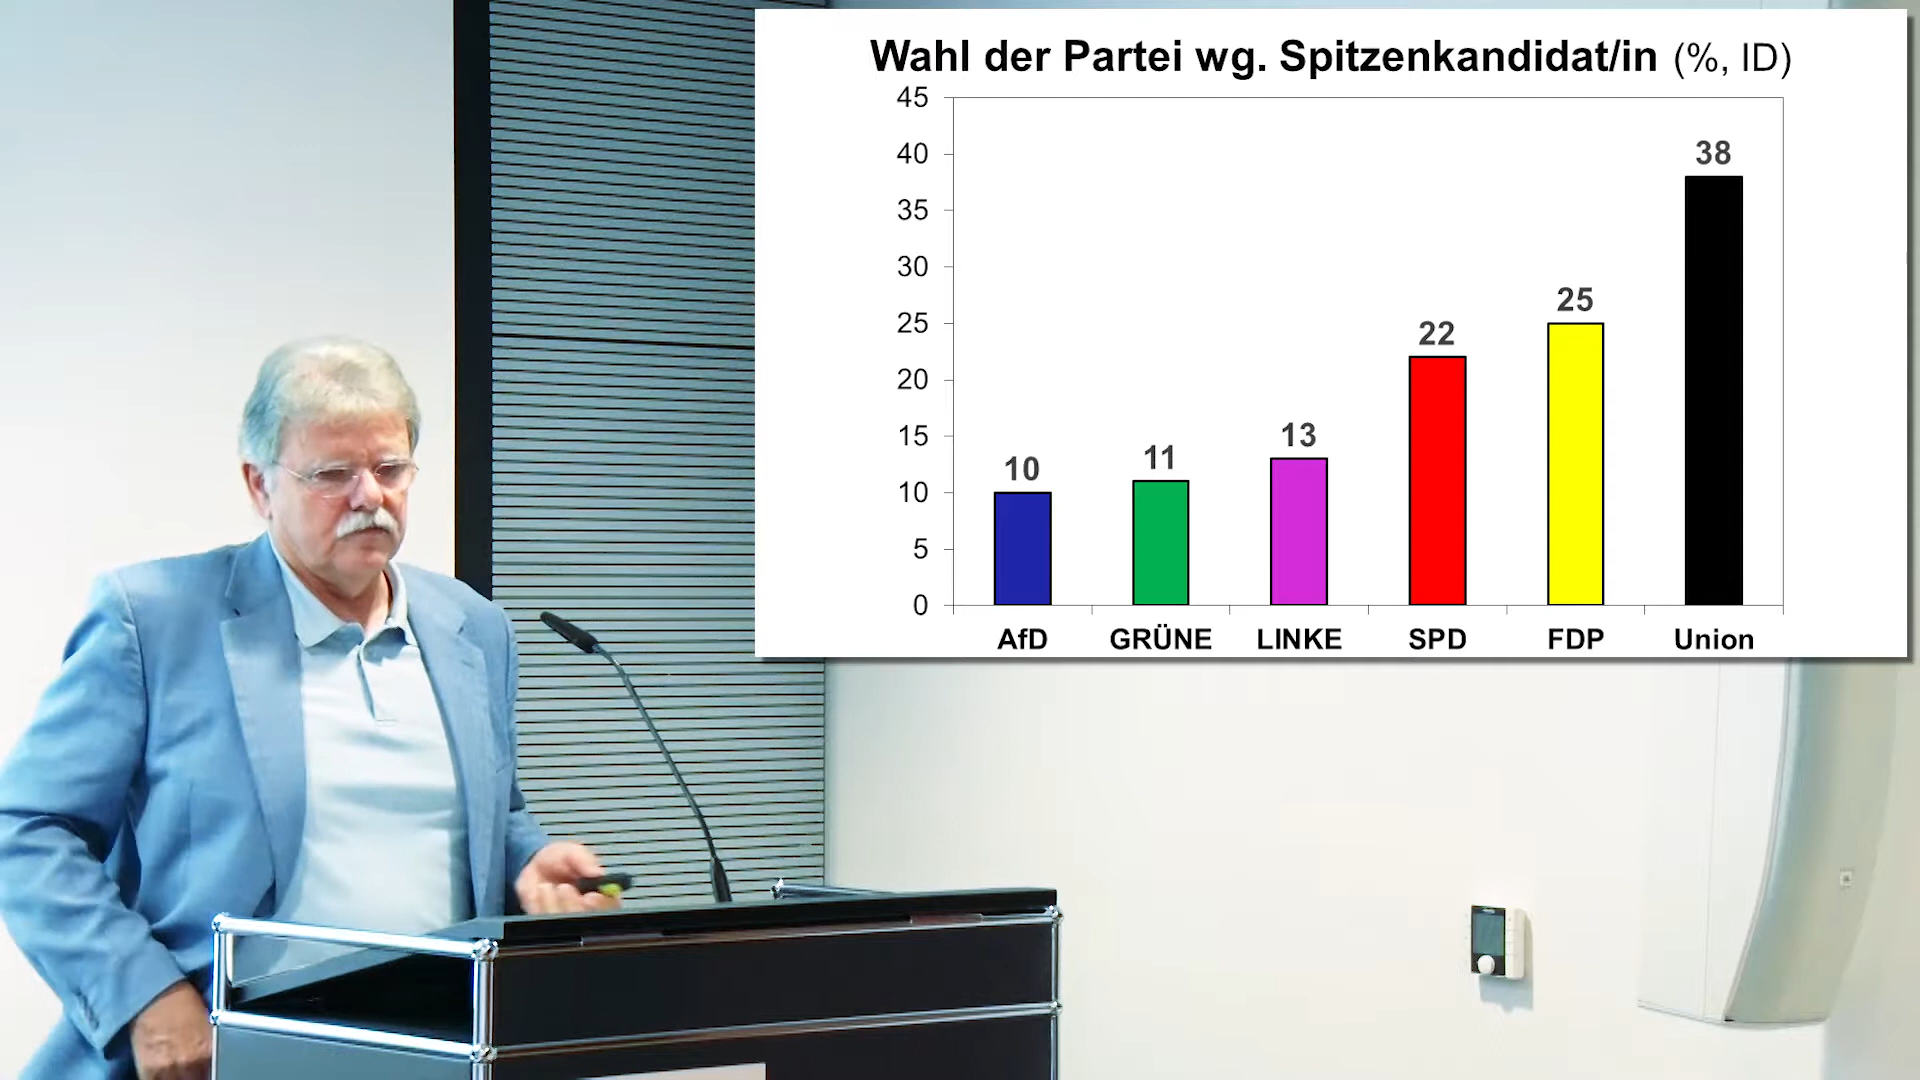 Wahl der Partei wg. Spitzenkandidat/in (%, ID)
45
40
35
30
25
20
15
10
5
0
10
11
13
22
25
38
AfD
GRÜNE
LINKE
SPD
FDP
Union